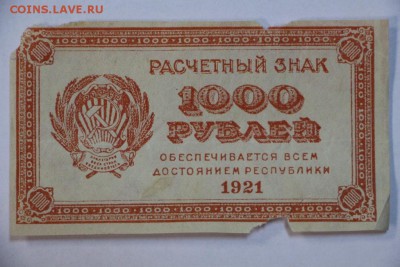 COINS.LAVE.RU
РАСЧЕТНЫЙ ЗНАК
1000
РУБЛЕЙ
ОБЕСПЕЧИВАЕТСЯ ВСЕМ
ДОСТОЯНИЕМ РЕСПУБЛИКИ
1921